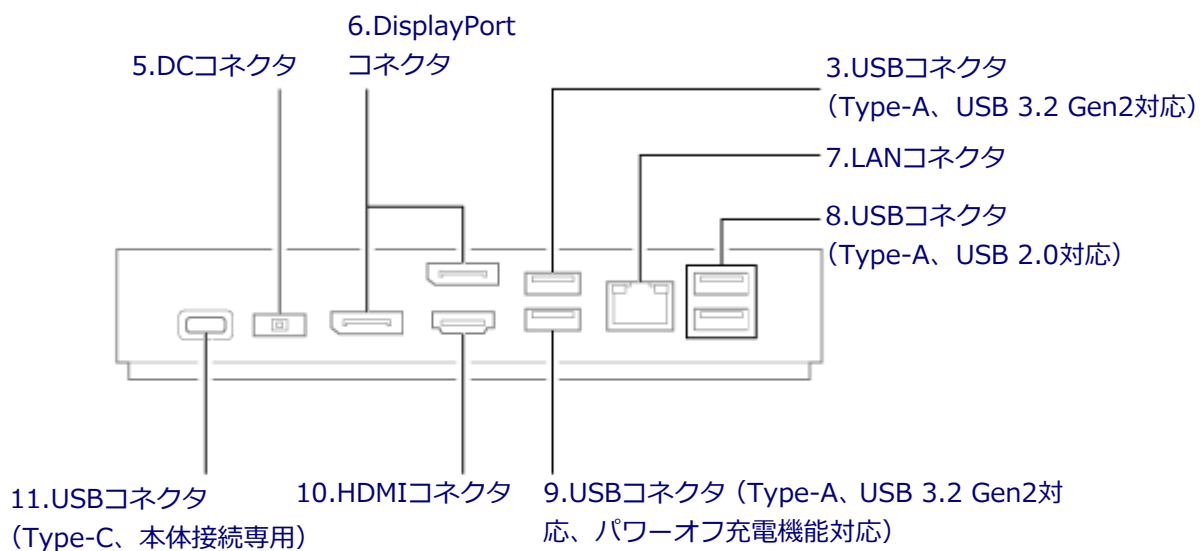 6.DisplayPort
コネクタ
5.DCコネクタ
3.USBコネクタ
（Type-A、USB 3.2 Gen2対応）
7.LANコネクタ
8.USBコネクタ
（Type-A、USB 2.0対応）
11.USBコネクタ
（Type-C、本体接続専用）
10.HDMIコネクタ
9.USBコネクタ（Type-A、USB 3.2 Gen2対
応、パワーオフ充電機能対応）